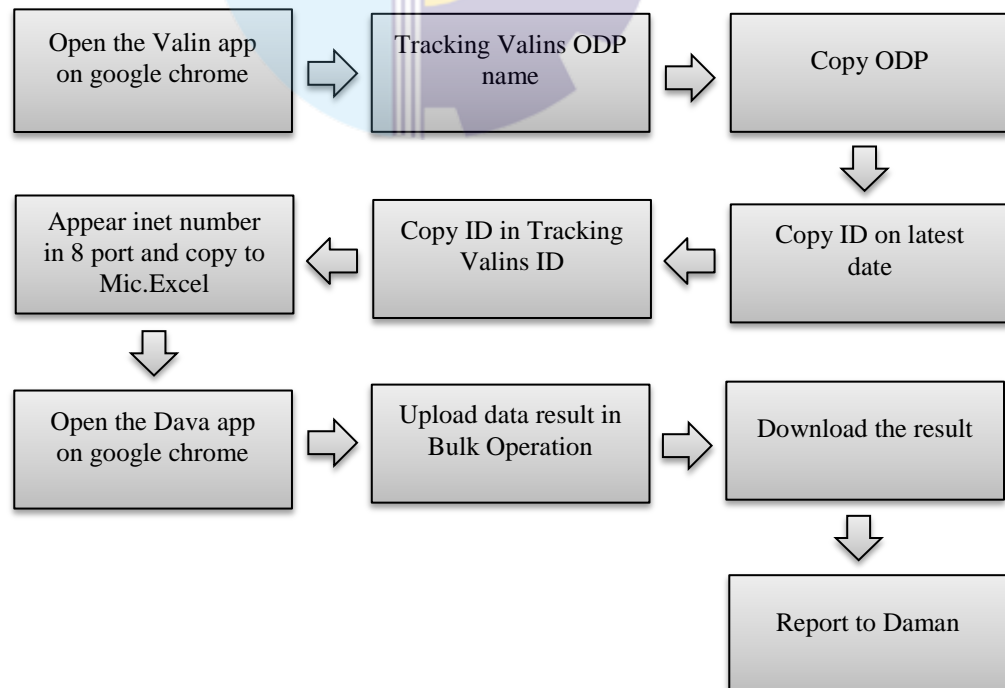 Open the Valin app
on google chrome
Tracking Valins ODP
name
Copy ODP
Copy ID on latest
date
Copy ID in Tracking
Valins ID
Appear inet number
in 8 port and copy to
Mic.Excel
Open the Dava app
on google chrome
Upload data result in
Bulk Operation
Download the result
Report to Daman